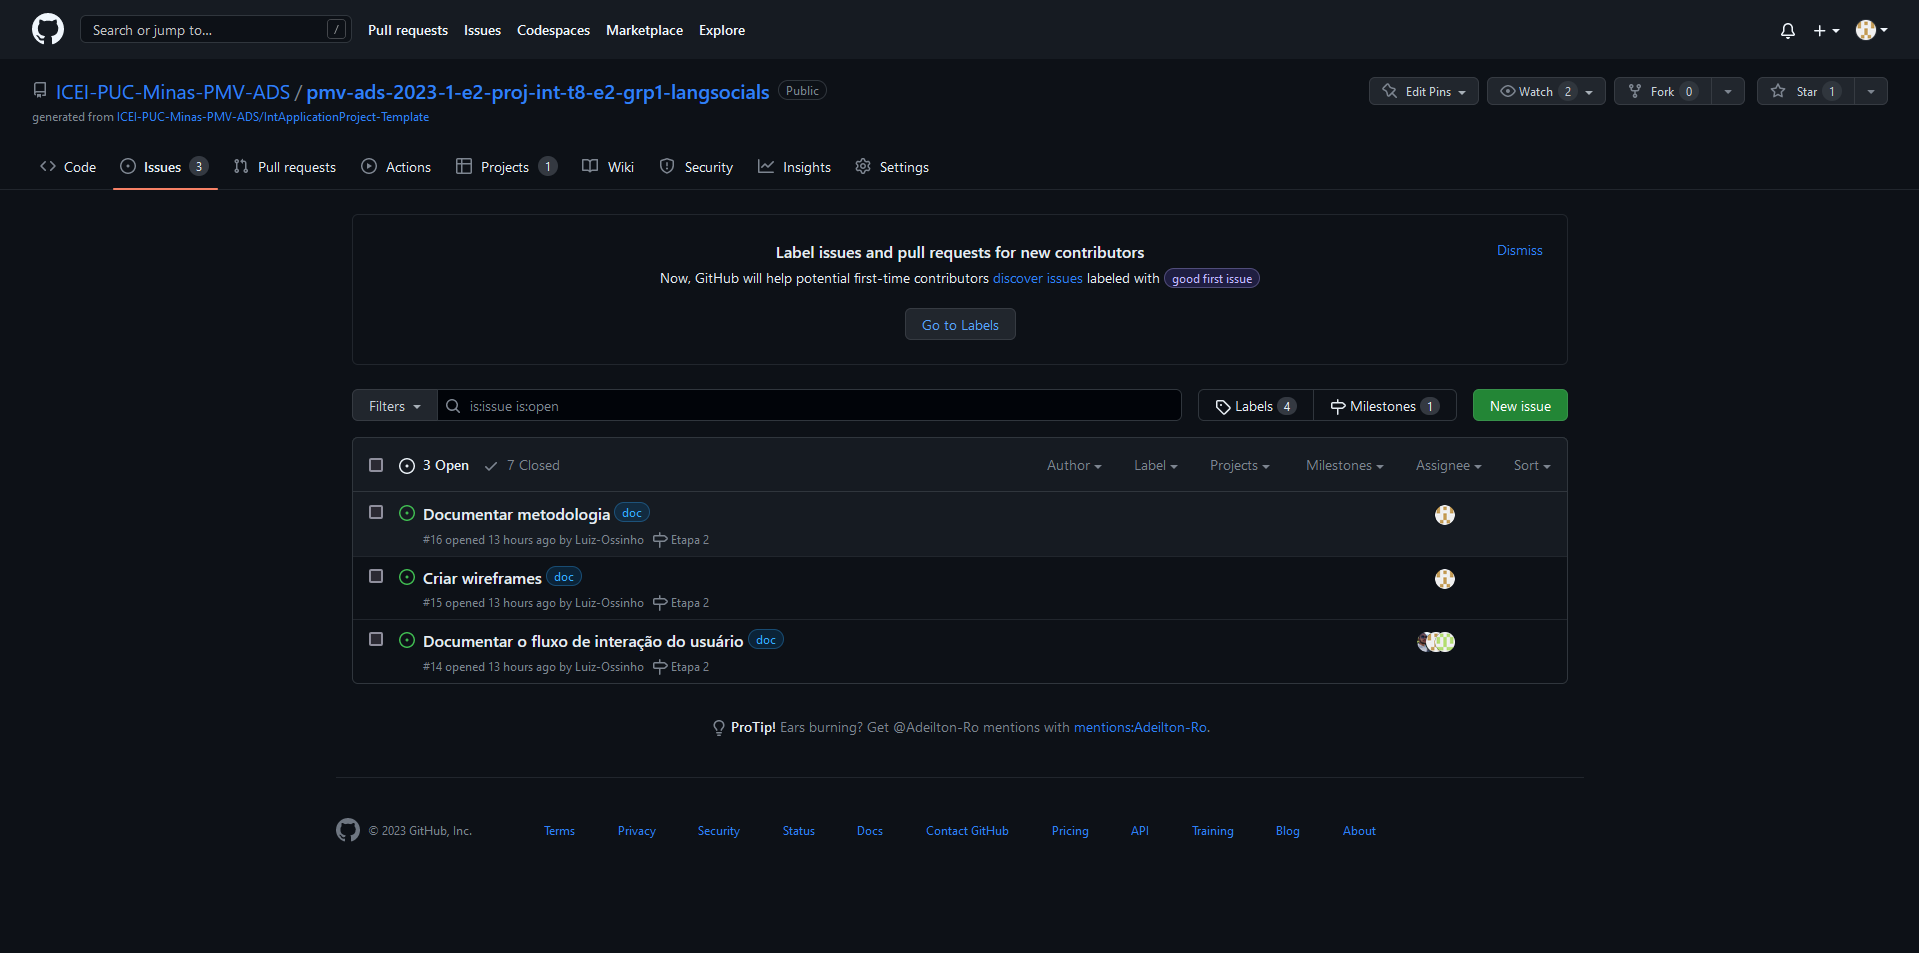 Search or jump to... / Pull requests Issues Codespaces Marketplace Explore
ICEI-PUC-Minas-PMV-ADS / pmv-ads-2023-1-e2-proj-int-t8-e2-grp1-langsocials Public Edit Pins Watch 2 Fork 0 Star 1
generated from ICEI-PUC-Minas-PMV-ADS/IntApplicationProject-Template
Code Issues 3 Pull requests Actions Projects 1 Wiki Security Insights Settings
Label issues and pull requests for new contributors Dismiss
Now, GitHub will help potential first-time contributors discover issues labeled with good first issue
Go to Labels
Filters is:issue is:open Labels 4 Milestones 1 New issue
3 Open 7 Closed Author Label Projects Milestones Assignee Sort
Documentar metodologia doc
#16 opened 13 hours ago by Luiz-Ossinho Etapa 2
Criar wireframes doc
#15 opened 13 hours ago by Luiz-Ossinho Etapa 2
Documentar o fluxo de interação do usuário doc
#14 opened 13 hours ago by Luiz-Ossinho Etapa 2
ProTip! Ears burning? Get @Adeilton-Ro mentions with mentions:Adeilton-Ro.
© 2023 GitHub, Inc. Terms Privacy Security Status Docs Contact GitHub Pricing API Training Blog About